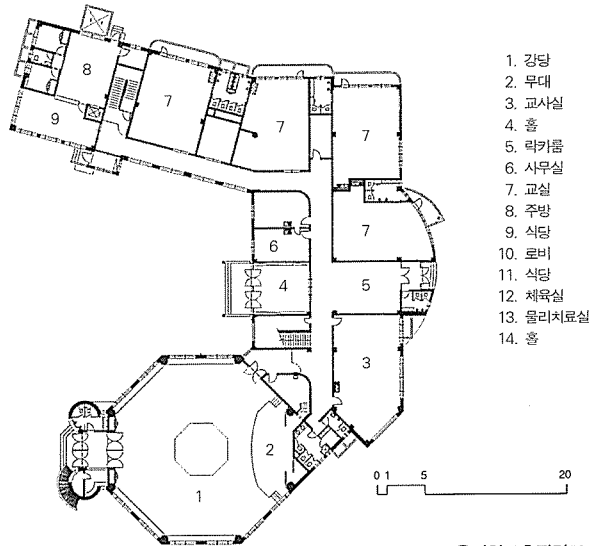 1. 강당
2. 무대
3. 교사실
4. 홀
5. 락카룸
6. 사무실
7. 교실
8. 주방
9. 식당
10. 로비
11. 식당
12. 체육실
13. 물리치료실
14. 홀
8
7
9
7
7
7
6
4
5
3
2
1
0 1 5 20